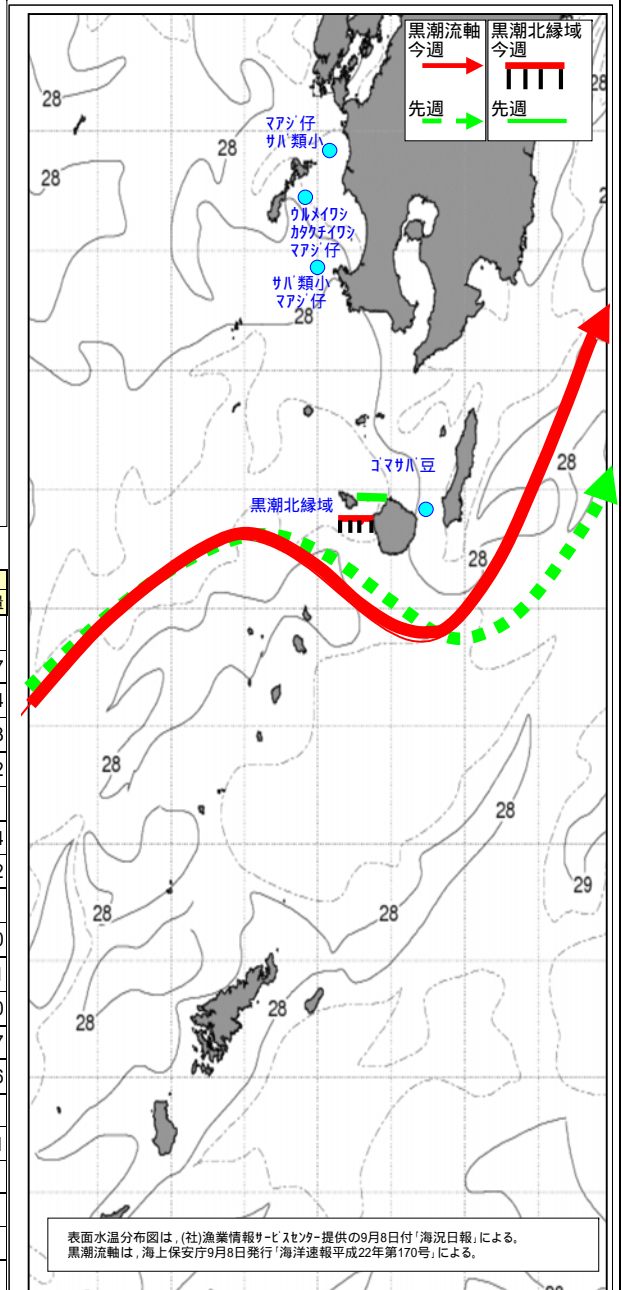 黒潮流軸
今週
先週
黒潮北縁域
今週
先週
28
28
28
28
マアジ仔
サバ類小
ウルメイワシ
カタクチイワシ
マアジ仔
サバ類小
マアジ仔
28
ゴマサバ豆
28
黒潮北縁域
28
28
28
29
28
28
28
28
表面水温分布図は,(社)漁業情報サービスセンター提供の9月8日付「海況日報」による。
黒潮流軸は,海上保安庁9月8日発行「海洋速報平成22年第170号」による。